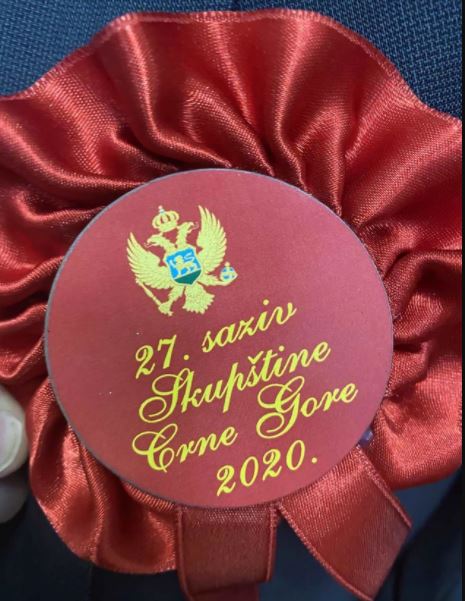 27. saziv
Skupštine
Crne Gore
2020.